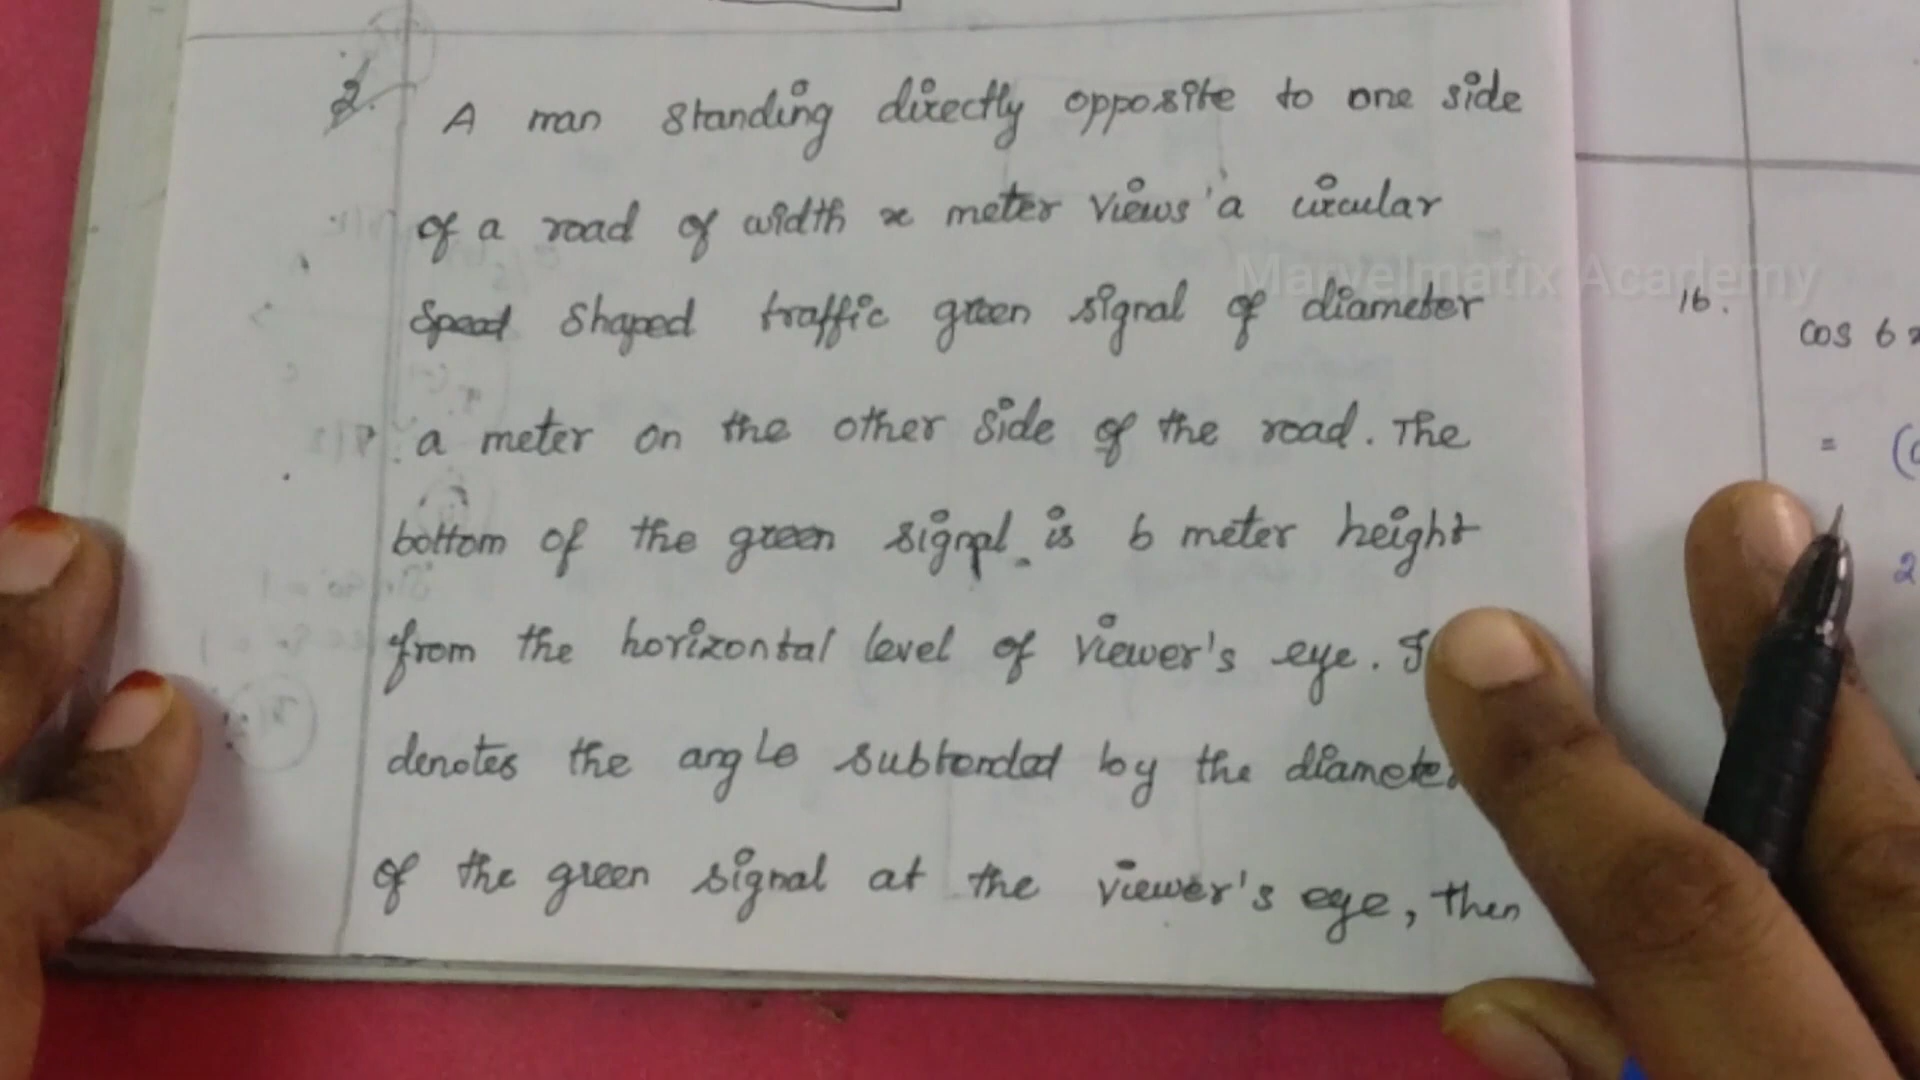 2. A man standing directly opposite to one side
of a road of width x meter views a circular
shaped traffic green signal of diameter
a meter on the other side of the road. The
bottom of the green signal is b meter height
from the horizontal level of viewer's eye.
denotes the angle subtended by the diameter
of the green signal at the viewer's eye, then
Marvelmatix Academy
16.
cos 6x
= (
2